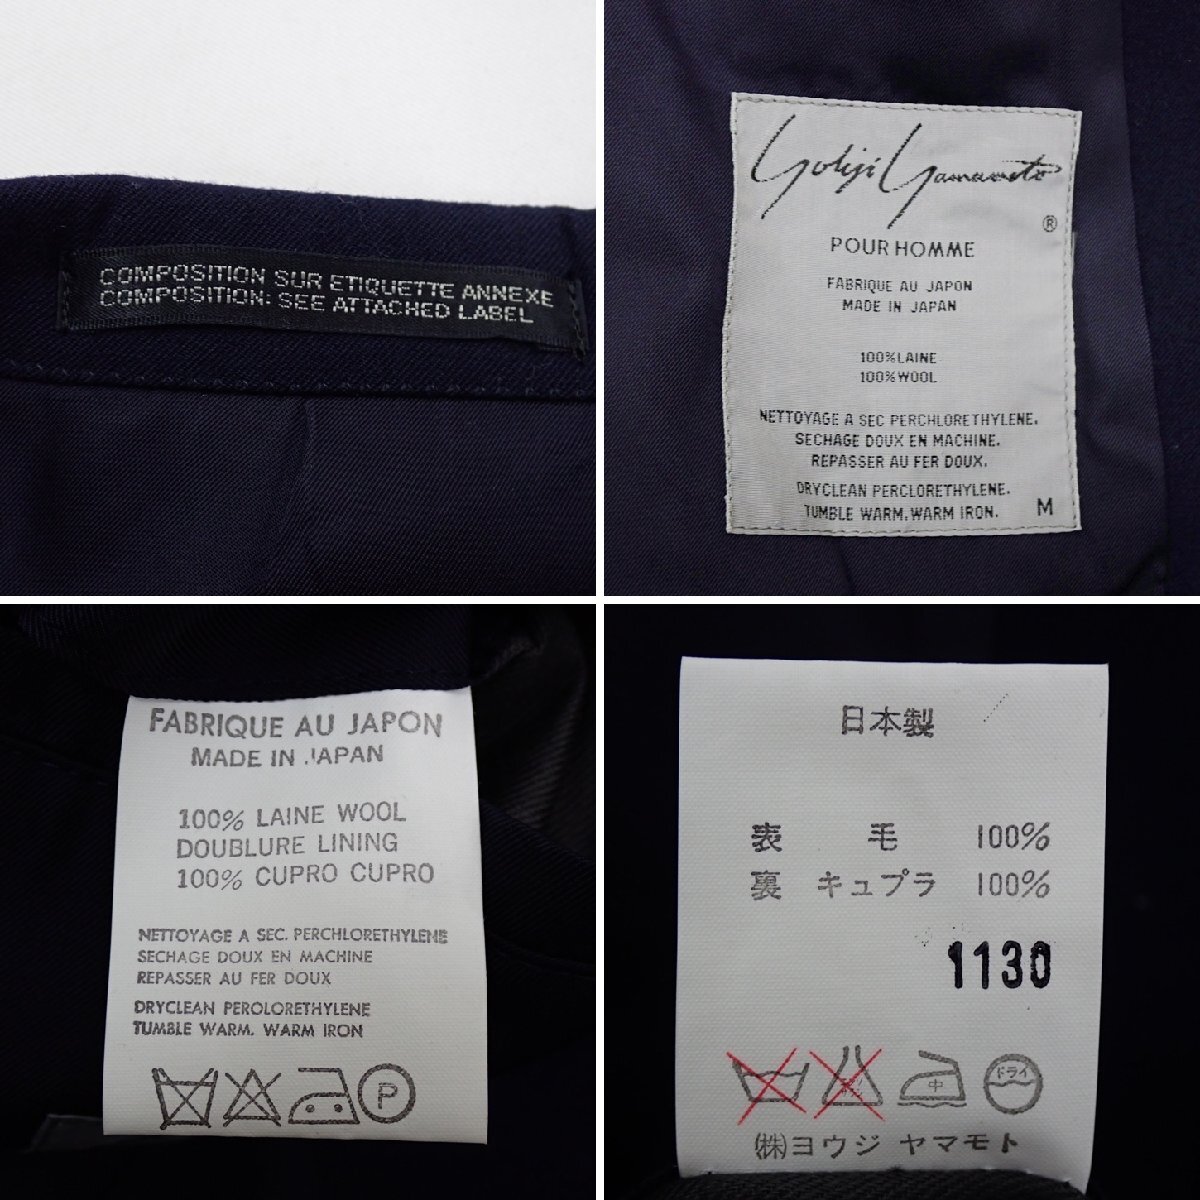 COMPOSITION SUR ETIQUETTE ANNEXE
COMPOSITION: SEE ATTACHED LABEL
Yohji Yamamoto
®
POUR HOMME
FABRIQUE AU JAPON
MADE IN JAPAN
100%LAINE
100%WOOL
NETTOYAGE A SEC PERCHLORETHYLENE.
SECHAGE DOUX EN MACHINE.
REPASSER AU FER DOUX.
DRYCLEAN PERCLORETHYLENE.
TUMBLE WARM. WARM IRON. M
FABRIQUE AU JAPON
MADE IN JAPAN
100% LAINE WOOL
DOUBLURE LINING
100% CUPRO CUPRO
NETTOYAGE A SEC. PERCHLORETHYLENE
SECHAGE DOUX EN MACHINE
REPASSER AU FER DOUX
DRYCLEAN PEROLORETHYLENE
TUMBLE WARM. WARM IRON
P
日本製
表 毛 100%
裏 キュプラ 100%
1130
中 ドライ
(株)ヨウジ ヤマモト